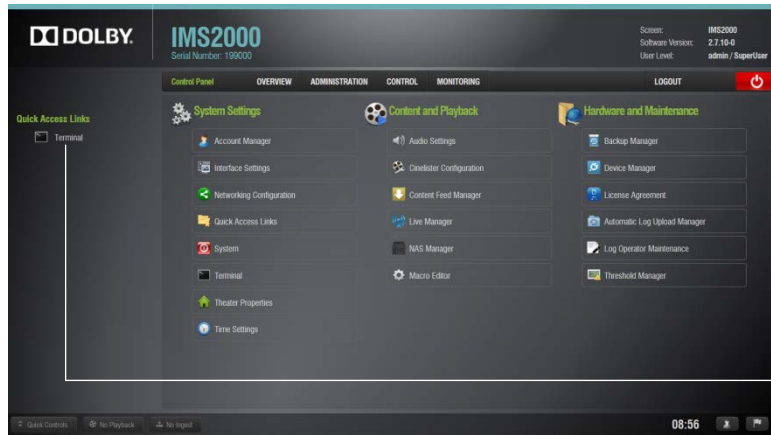 DOLBY.
IMS2000
Serial Number: 199000
Screen: IMS2000
Software Version: 2.7.10-0
User Level: admin / SuperUser
Control Panel OVERVIEW ADMINISTRATION CONTROL MONITORING LOGOUT
Quick Access Links
Terminal
System Settings
Account Manager
Interface Settings
Networking Configuration
Quick Access Links
System
Terminal
Theater Properties
Time Settings
Content and Playback
Audio Settings
Cinelister Configuration
Content Feed Manager
Live Manager
NAS Manager
Macro Editor
Hardware and Maintenance
Backup Manager
Device Manager
License Agreement
Automatic Log Upload Manager
Log Operator Maintenance
Threshold Manager
Quick Controls No Playback No Ingest 08:56